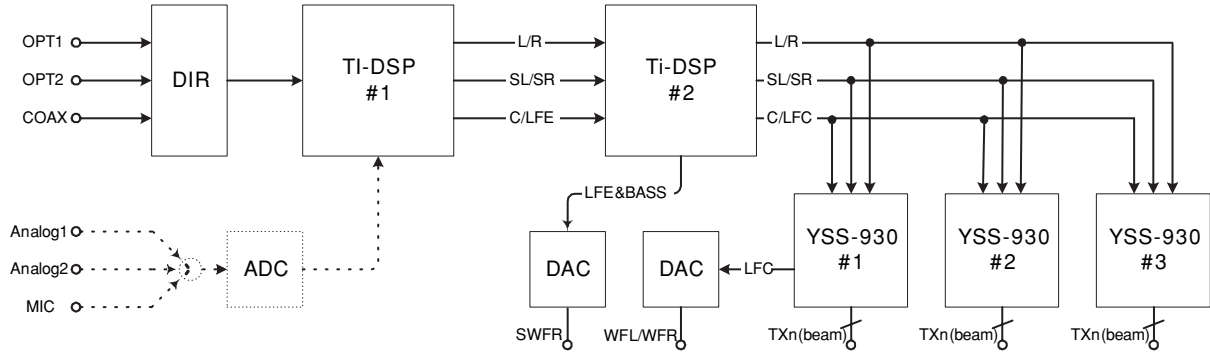 OPT1
OPT2
COAX
DIR
TI-DSP
#1
L/R
SL/SR
C/LFE
Ti-DSP
#2
L/R
SL/SR
C/LFC
LFE&BASS
Analog1
Analog2
MIC
ADC
DAC
DAC
LFC
YSS-930
#1
YSS-930
#2
YSS-930
#3
SWFR
WFL/WFR
TXn(beam)
TXn(beam)
TXn(beam)